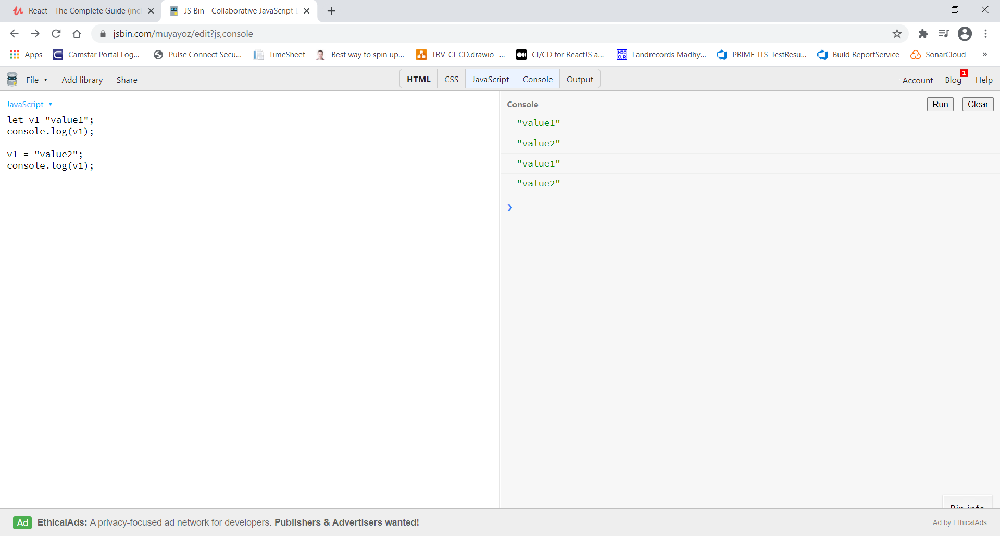 React - The Complete Guide (incl
JS Bin - Collaborative JavaScript D
jsbin.com/muyayoz/edit?js,console
Apps
Camstar Portal Log...
Pulse Connect Secu...
TimeSheet
Best way to spin up...
TRV_CI-CD.drawio -...
CI/CD for ReactJS a...
NIC
CLR
Landrecords Madhy...
PRIME_ITS_TestResu...
Build ReportService
SonarCloud
»
File
Add library
Share
HTML
CSS
JavaScript
Console
Output
Account
Blog
1
Help
JavaScript
let v1="value1";
console.log(v1);
v1 = "value2";
console.log(v1);
Console
Run
Clear
"value1"
"value2"
"value1"
"value2"
Bin info
Ad
EthicalAds: A privacy-focused ad network for developers. Publishers & Advertisers wanted!
Ad by EthicalAds